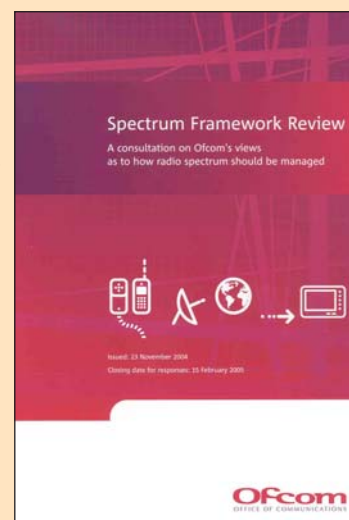 Spectrum Framework Review
A consultation on Ofcom's views
as to how radio spectrum should be managed
Issued: 23 November 2004
Closing date for responses: 15 February 2005
Ofcom
OFFICE OF COMMUNICATIONS